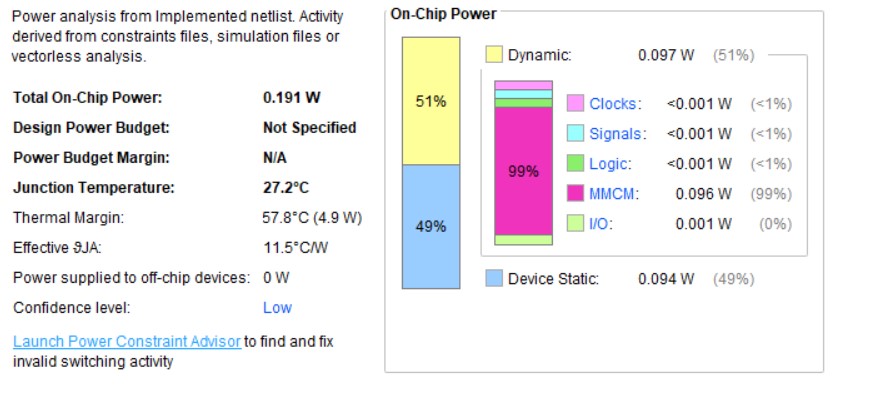 Power analysis from Implemented netlist. Activity
derived from constraints files, simulation files or
vectorless analysis.
Total On-Chip Power: 0.191 W
Design Power Budget: Not Specified
Power Budget Margin: N/A
Junction Temperature: 27.2°C
Thermal Margin: 57.8°C (4.9 W)
Effective ϑJA: 11.5°C/W
Power supplied to off-chip devices: 0 W
Confidence level: Low
Launch Power Constraint Advisor to find and fix
invalid switching activity
On-Chip Power
51%
49%
Dynamic: 0.097 W (51%)
99%
Clocks: <0.001 W (<1%)
Signals: <0.001 W (<1%)
Logic: <0.001 W (<1%)
MMCM: 0.096 W (99%)
I/O: 0.001 W (0%)
Device Static: 0.094 W (49%)